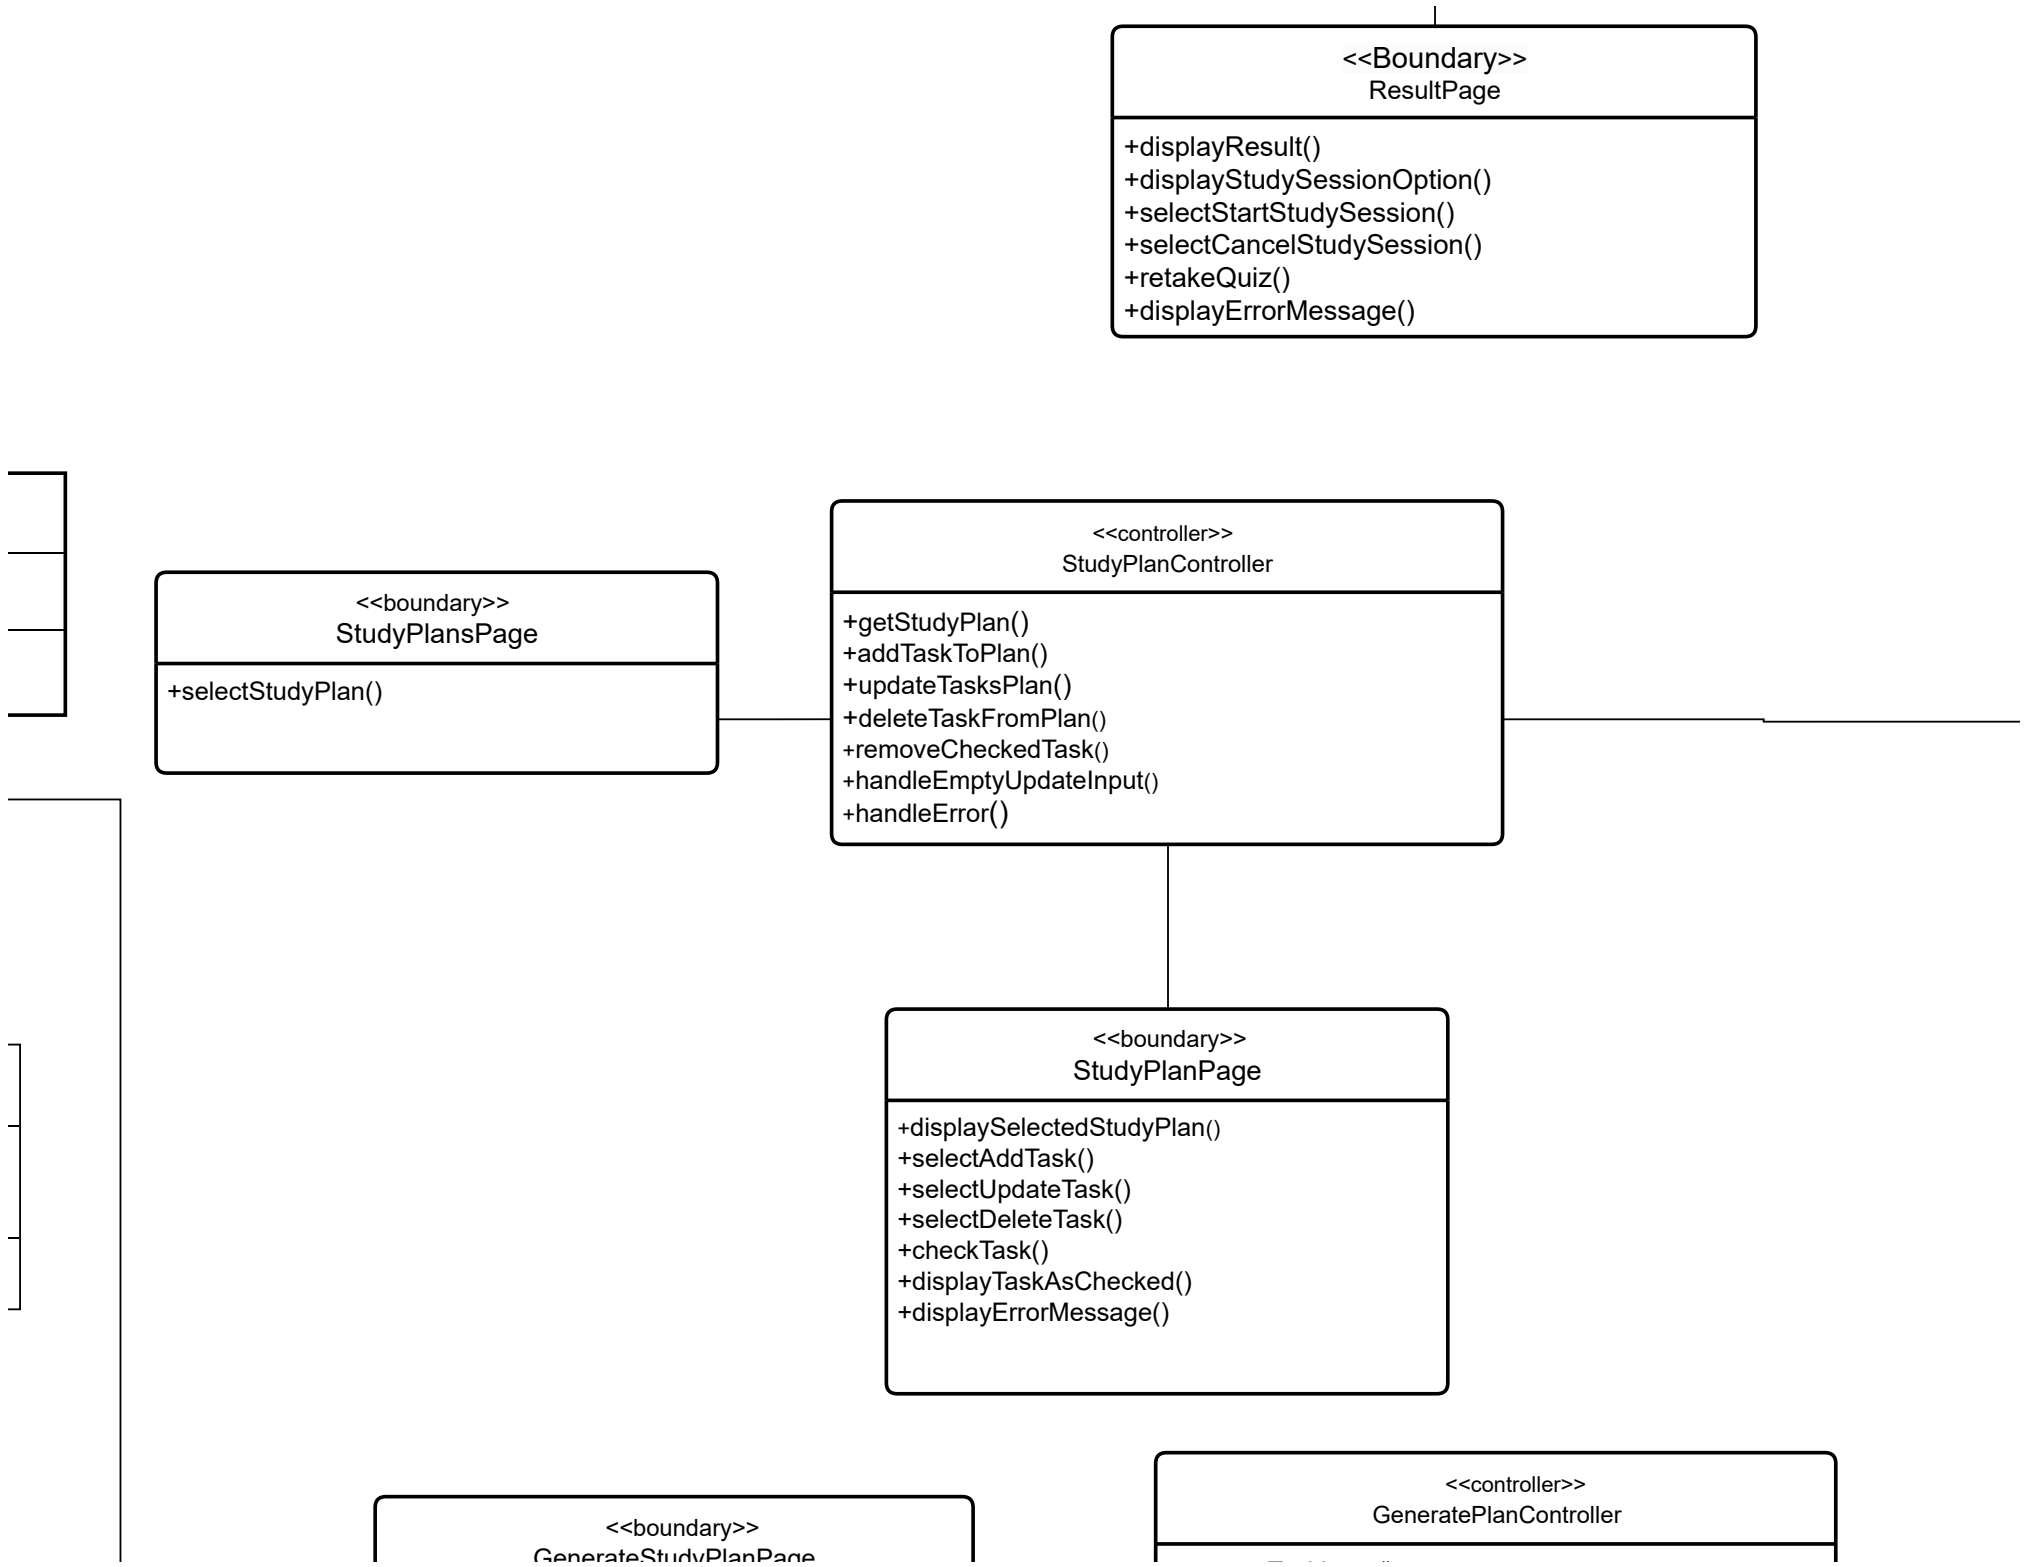 <<Boundary>>
ResultPage
+displayResult()
+displayStudySessionOption()
+selectStartStudySession()
+selectCancelStudySession()
+retakeQuiz()
+displayErrorMessage()
<<controller>>
StudyPlanController
+getStudyPlan()
+addTaskToPlan()
+updateTasksPlan()
+deleteTaskFromPlan()
+removeCheckedTask()
+handleEmptyUpdateInput()
+handleError()
<<boundary>>
StudyPlansPage
+selectStudyPlan()
<<boundary>>
StudyPlanPage
+displaySelectedStudyPlan()
+selectAddTask()
+selectUpdateTask()
+selectDeleteTask()
+checkTask()
+displayTaskAsChecked()
+displayErrorMessage()
<<controller>>
GeneratePlanController
<<boundary>>
GenerateStudyPlanPage